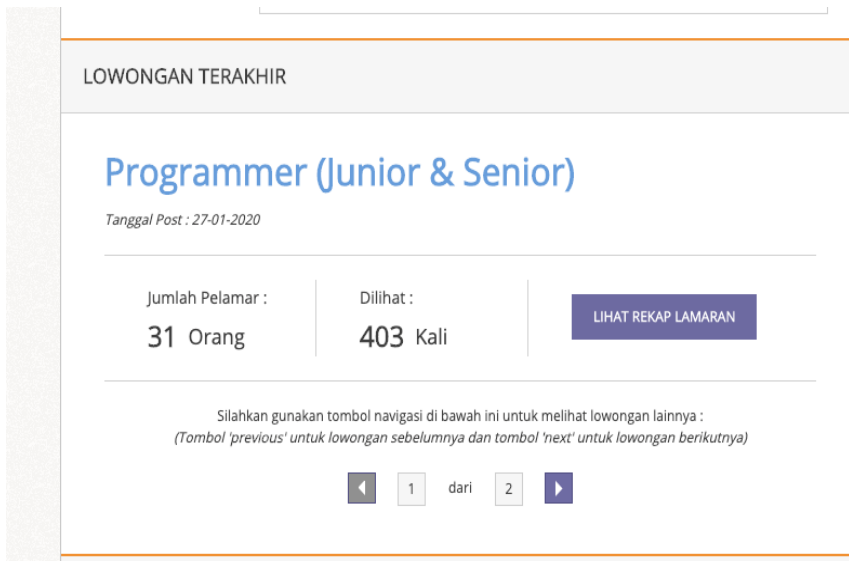 LOWONGAN TERAKHIR
Programmer (Junior & Senior)
Tanggal Post : 27-01-2020
Jumlah Pelamar :
31 Orang
Dilihat :
403 Kali
LIHAT REKAP LAMARAN
Silahkan gunakan tombol navigasi di bawah ini untuk melihat lowongan lainnya :
(Tombol 'previous' untuk lowongan sebelumnya dan tombol 'next' untuk lowongan berikutnya)
1 dari 2